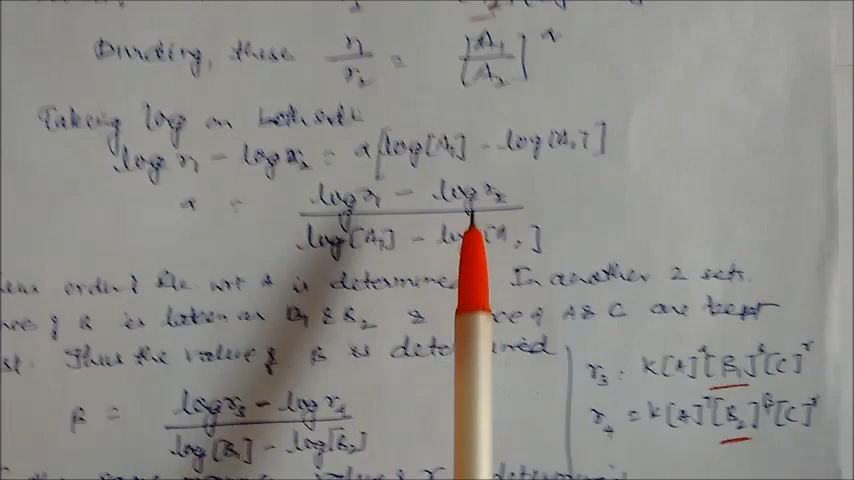 Dividing, these r₁/r₂ = [A₁/A₂]^α
Taking log on both
log r₁ - log r₂ = α[log[A₁] - log[A₂]]
α = (log r₁ - log r₂) / (log[A₁] - log[A₂])
order is determined. In another 2 sets
of B is taken as B₁ & B₂ & of A & C are kept
Thus the value of β is determined
r₃ = K[A]^α[B₁]^β[C]^γ
β = (log r₃ - log r₄) / (log[B₁] - log[B₂])
r₄ = K[A]^α[B₂]^β[C]^γ